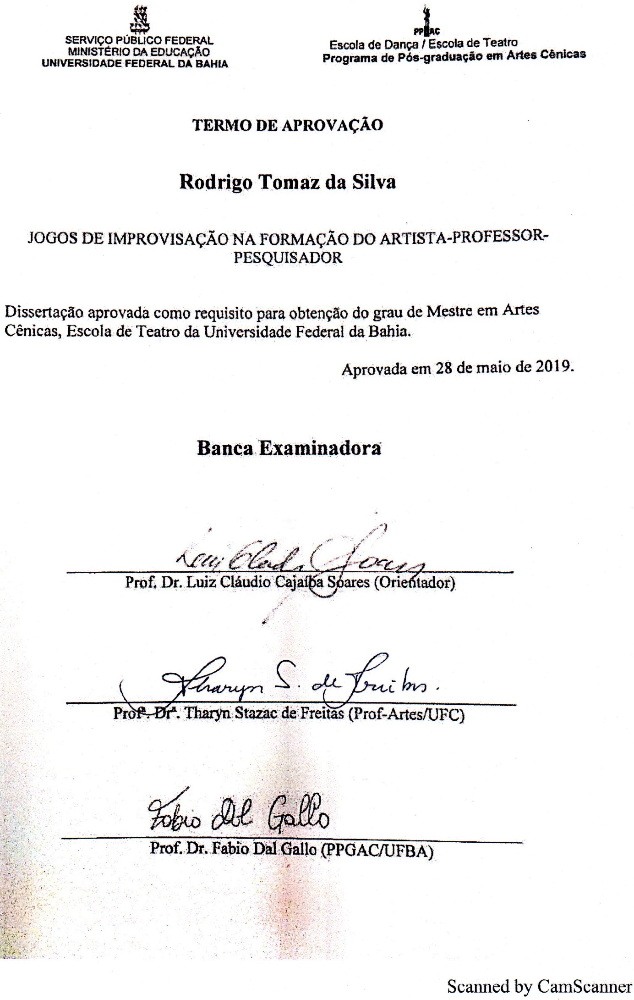 SERVIÇO PÚBLICO FEDERAL
MINISTÉRIO DA EDUCAÇÃO
UNIVERSIDADE FEDERAL DA BAHIA
PPGAC
Escola de Dança / Escola de Teatro
Programa de Pós-graduação em Artes Cênicas
TERMO DE APROVAÇÃO
Rodrigo Tomaz da Silva
JOGOS DE IMPROVISAÇÃO NA FORMAÇÃO DO ARTISTA-PROFESSOR-
PESQUISADOR
Dissertação aprovada como requisito para obtenção do grau de Mestre em Artes
Cênicas, Escola de Teatro da Universidade Federal da Bahia.
Aprovada em 28 de maio de 2019.
Banca Examinadora
Prof. Dr. Luiz Cláudio Cajaíba Soares (Orientador)
Tharyn S. de Freitas.
Profª. Drª. Tharyn Stazac de Freitas (Prof-Artes/UFC)
Fabio Dal Gallo
Prof. Dr. Fabio Dal Gallo (PPGAC/UFBA)
Scanned by CamScanner